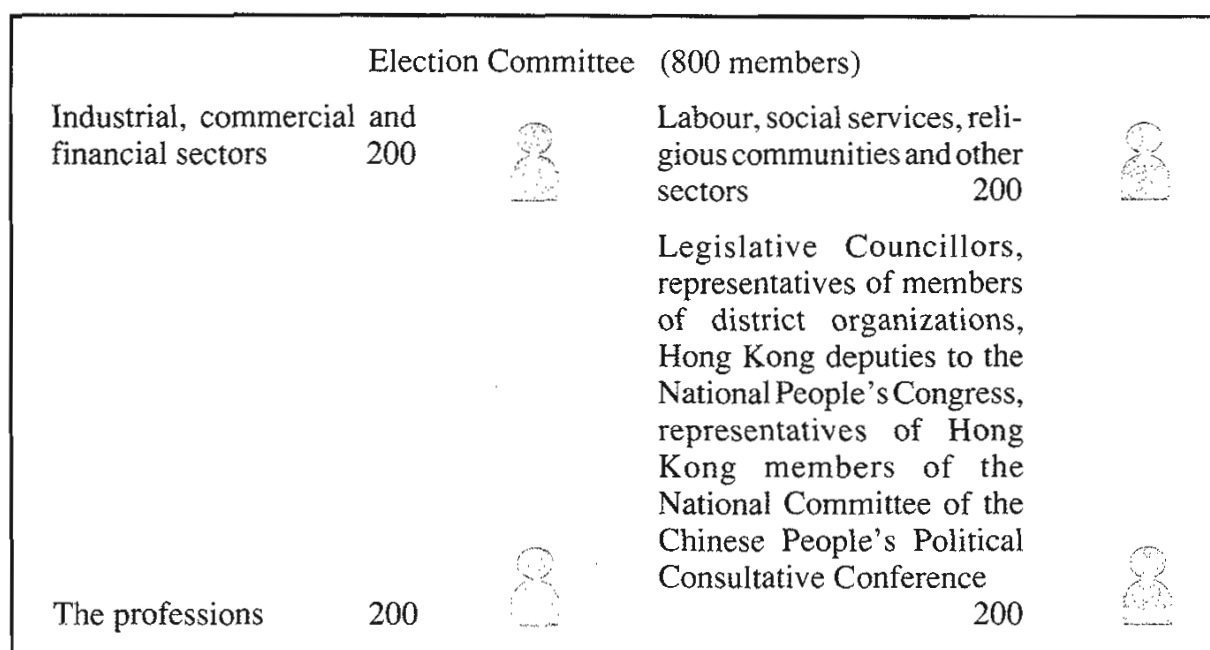 Election Committee (800 members)
Industrial, commercial and
financial sectors 200
Labour, social services, reli-
gious communities and other
sectors 200
Legislative Councillors,
representatives of members
of district organizations,
Hong Kong deputies to the
National People's Congress,
representatives of Hong
Kong members of the
National Committee of the
Chinese People's Political
Consultative Conference
200
The professions 200